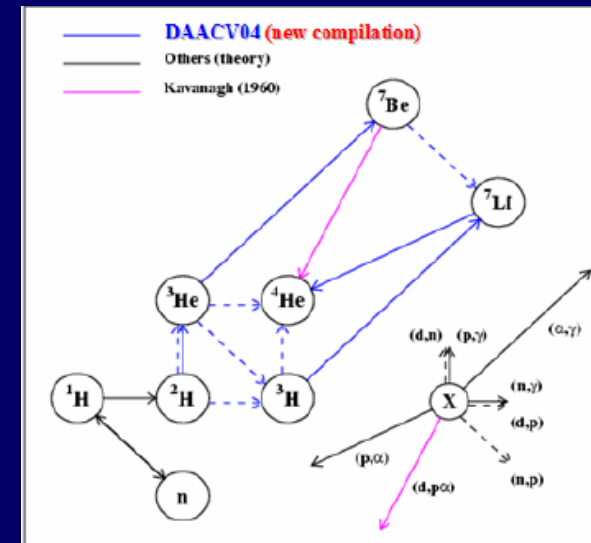 DAACV04 (new compilation)
Others (theory)
Kavanagh (1960)
⁷Be
⁷Li
³He
⁴He
(d,n) (p,γ)
(α,γ)
¹H
²H
³H
X
(n,γ)
(d,p)
(p,α)
(n,p)
(d,pα)
n